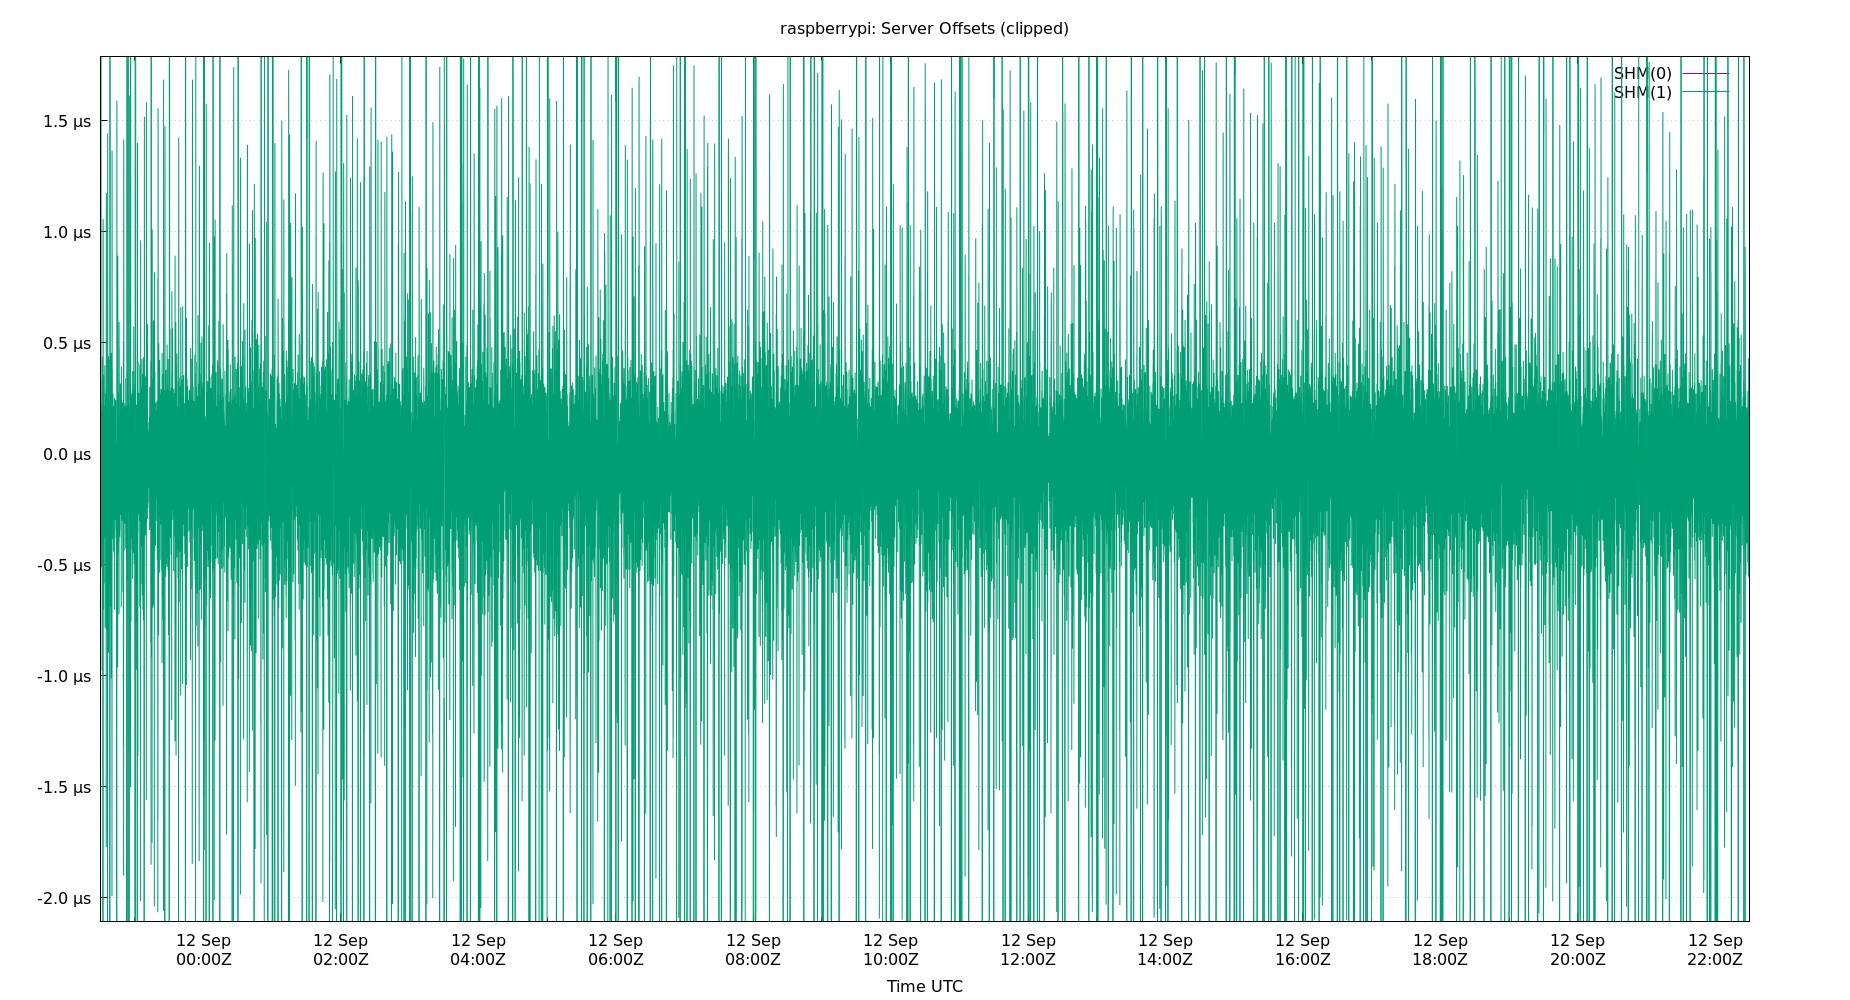 raspberrypi: Server Offsets (clipped)
SHM(0)
SHM(1)
1.5 µs
1.0 µs
0.5 µs
0.0 µs
-0.5 µs
-1.0 µs
-1.5 µs
-2.0 µs
12 Sep 12 Sep 12 Sep 12 Sep 12 Sep 12 Sep 12 Sep 12 Sep 12 Sep 12 Sep 12 Sep 12 Sep
00:00Z 02:00Z 04:00Z 06:00Z 08:00Z 10:00Z 12:00Z 14:00Z 16:00Z 18:00Z 20:00Z 22:00Z
Time UTC